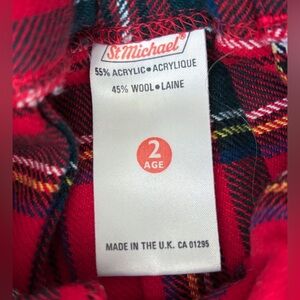 St Michael®
55% ACRYLIC • ACRYLIQUE
45% WOOL • LAINE
2
AGE
MADE IN THE U.K. CA 01295